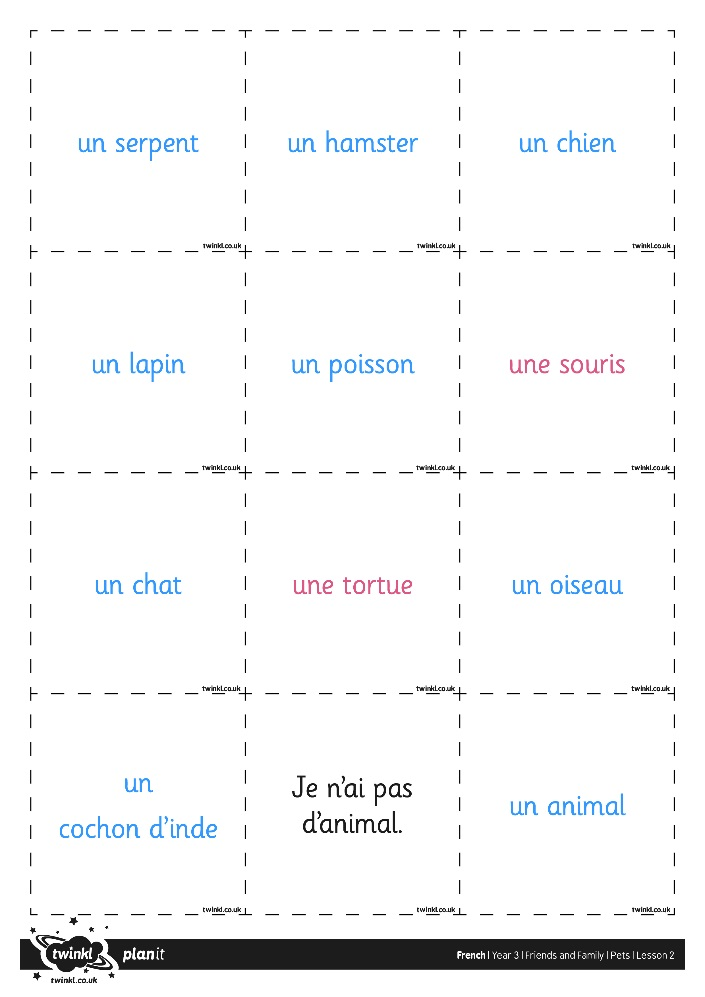 un serpent
un hamster
un chien
twinkl.co.uk
twinkl.co.uk
twinkl.co.uk
un lapin
un poisson
une souris
twinkl.co.uk
twinkl.co.uk
twinkl.co.uk
un chat
une tortue
un oiseau
twinkl.co.uk
twinkl.co.uk
twinkl.co.uk
un
cochon d'inde
Je n'ai pas
d'animal.
un animal
twinkl.co.uk
twinkl.co.uk
twinkl.co.uk
twinkl
planit
twinkl.co.uk
French | Year 3 | Friends and Family | Pets | Lesson 2